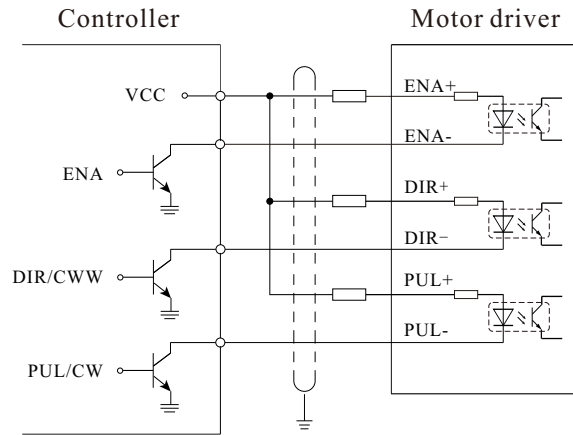 Controller
Motor driver
VCC
ENA+
ENA-
ENA
DIR+
DIR−
DIR/CWW
PUL+
PUL-
PUL/CW